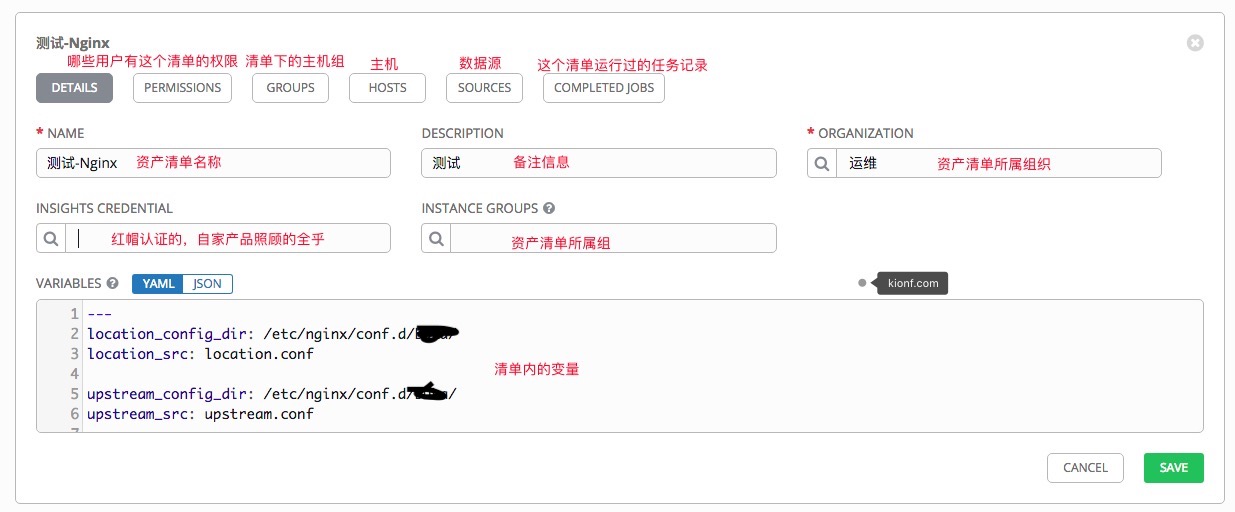 测试-Nginx
哪些用户有这个清单的权限 清单下的主机组 主机 数据源 这个清单运行过的任务记录
DETAILS PERMISSIONS GROUPS HOSTS SOURCES COMPLETED JOBS
* NAME DESCRIPTION * ORGANIZATION
测试-Nginx 资产清单名称 测试 备注信息 运维 资产清单所属组织
INSIGHTS CREDENTIAL INSTANCE GROUPS ?
红帽认证的，自家产品照顾的全乎 资产清单所属组
VARIABLES ? YAML JSON kionf.com
1 ---
2 location_config_dir: /etc/nginx/conf.d/
3 location_src: location.conf
4 清单内的变量
5 upstream_config_dir: /etc/nginx/conf.d/
6 upstream_src: upstream.conf
7
CANCEL SAVE